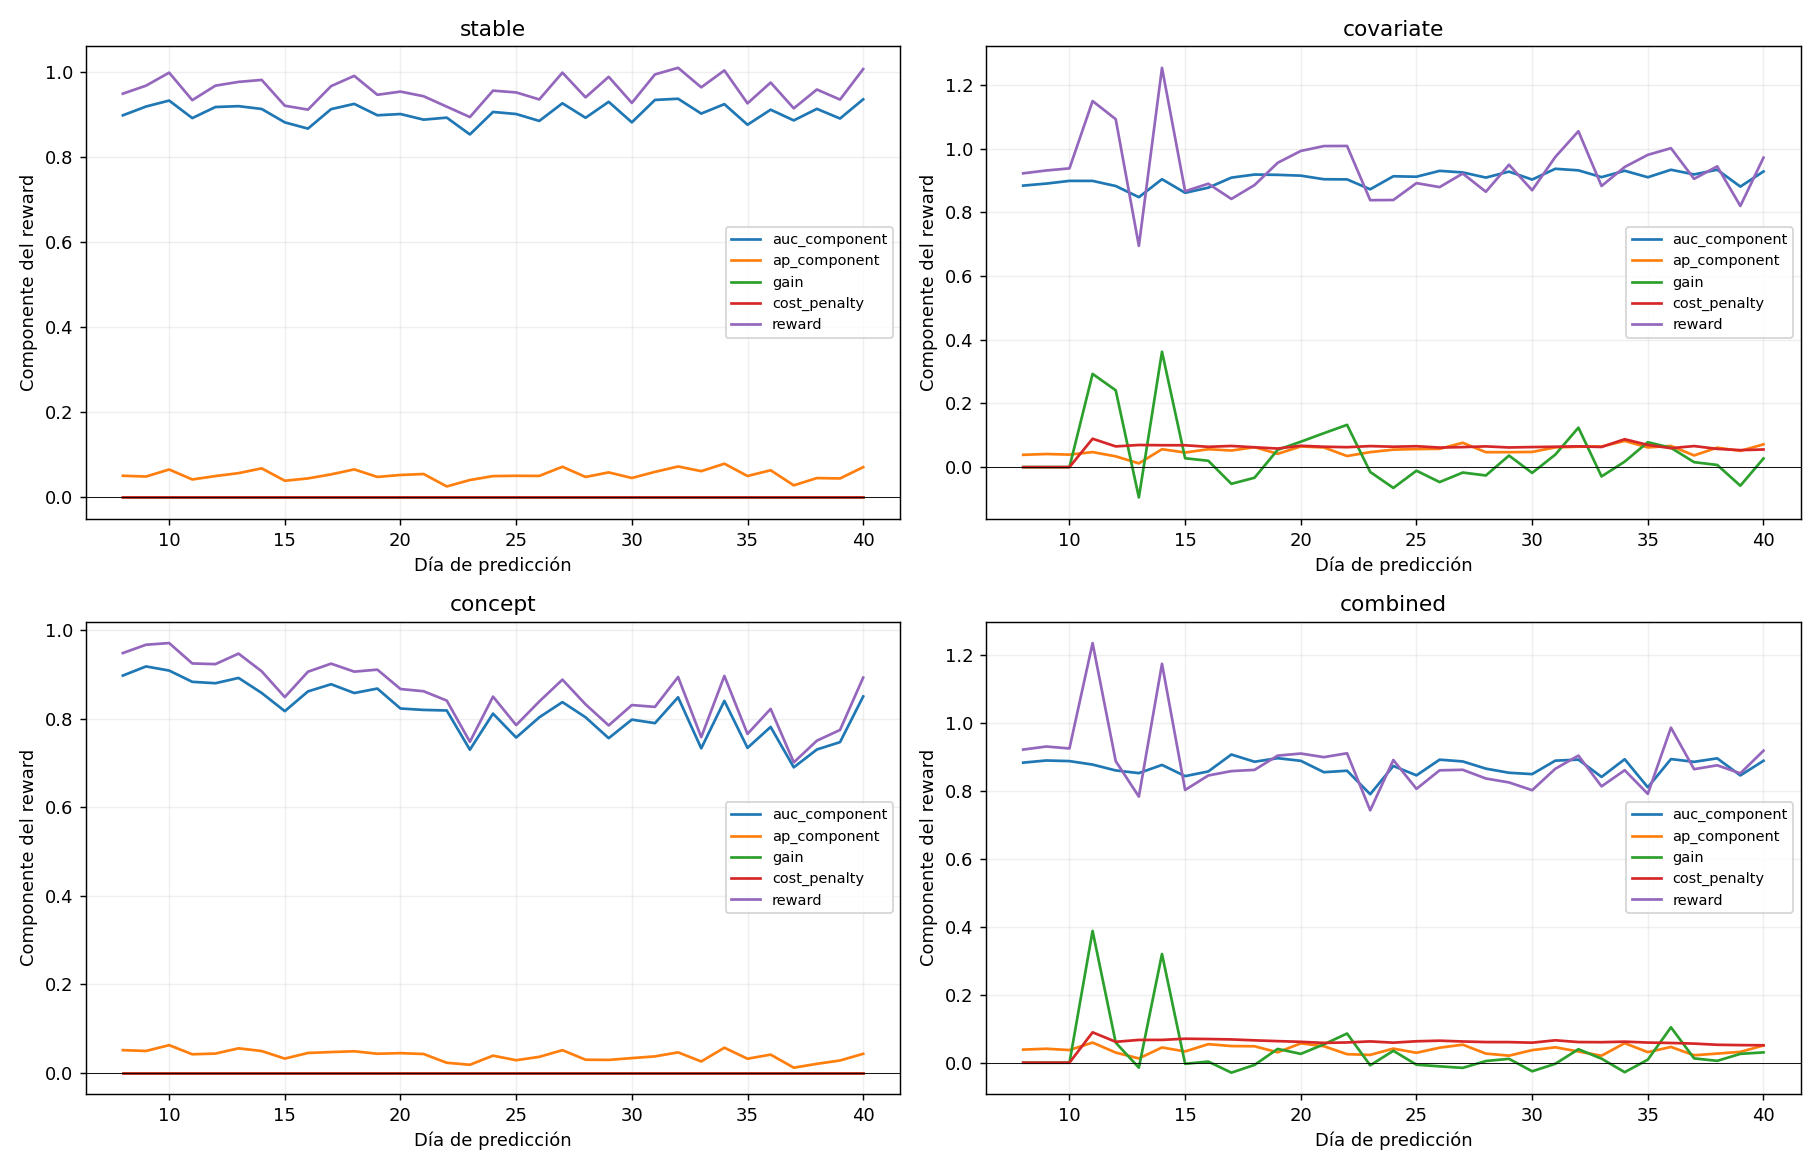 stable
Componente del reward
1.0
0.8
0.6
0.4
0.2
0.0
auc_component
ap_component
gain
cost_penalty
reward
10 15 20 25 30 35 40
Día de predicción
covariate
Componente del reward
1.2
1.0
0.8
0.6
0.4
0.2
0.0
auc_component
ap_component
gain
cost_penalty
reward
10 15 20 25 30 35 40
Día de predicción
concept
Componente del reward
1.0
0.8
0.6
0.4
0.2
0.0
auc_component
ap_component
gain
cost_penalty
reward
10 15 20 25 30 35 40
Día de predicción
combined
Componente del reward
1.2
1.0
0.8
0.6
0.4
0.2
0.0
auc_component
ap_component
gain
cost_penalty
reward
10 15 20 25 30 35 40
Día de predicción